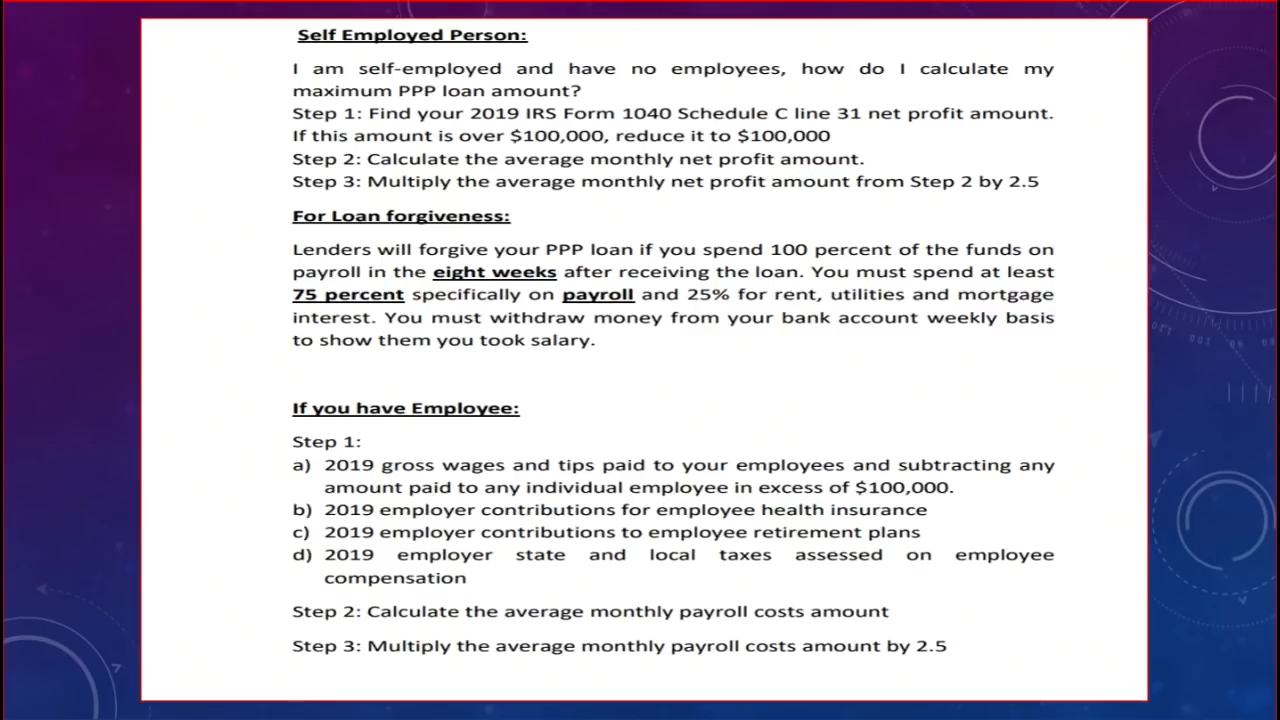 Self Employed Person:
I am self-employed and have no employees, how do I calculate my
maximum PPP loan amount?
Step 1: Find your 2019 IRS Form 1040 Schedule C line 31 net profit amount.
If this amount is over $100,000, reduce it to $100,000
Step 2: Calculate the average monthly net profit amount.
Step 3: Multiply the average monthly net profit amount from Step 2 by 2.5
For Loan forgiveness:
Lenders will forgive your PPP loan if you spend 100 percent of the funds on
payroll in the eight weeks after receiving the loan. You must spend at least
75 percent specifically on payroll and 25% for rent, utilities and mortgage
interest. You must withdraw money from your bank account weekly basis
to show them you took salary.
If you have Employee:
Step 1:
a) 2019 gross wages and tips paid to your employees and subtracting any
amount paid to any individual employee in excess of $100,000.
b) 2019 employer contributions for employee health insurance
c) 2019 employer contributions to employee retirement plans
d) 2019 employer state and local taxes assessed on employee
compensation
Step 2: Calculate the average monthly payroll costs amount
Step 3: Multiply the average monthly payroll costs amount by 2.5